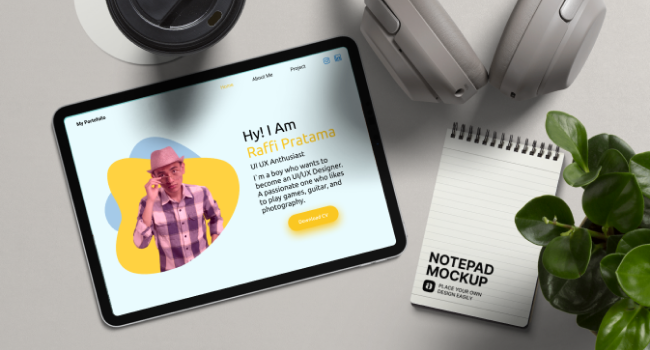 My Portofolio
Home
About Me
Project
Hy! I Am
Raffi Pratama
UI UX Anthusiast
I'm a boy who wants to
become an UI/UX Designer.
A passionate one who likes
to play games, guitar, and
photography.
Download CV
NOTEPAD
MOCKUP
PLACE YOUR OWN
DESIGN EASILY